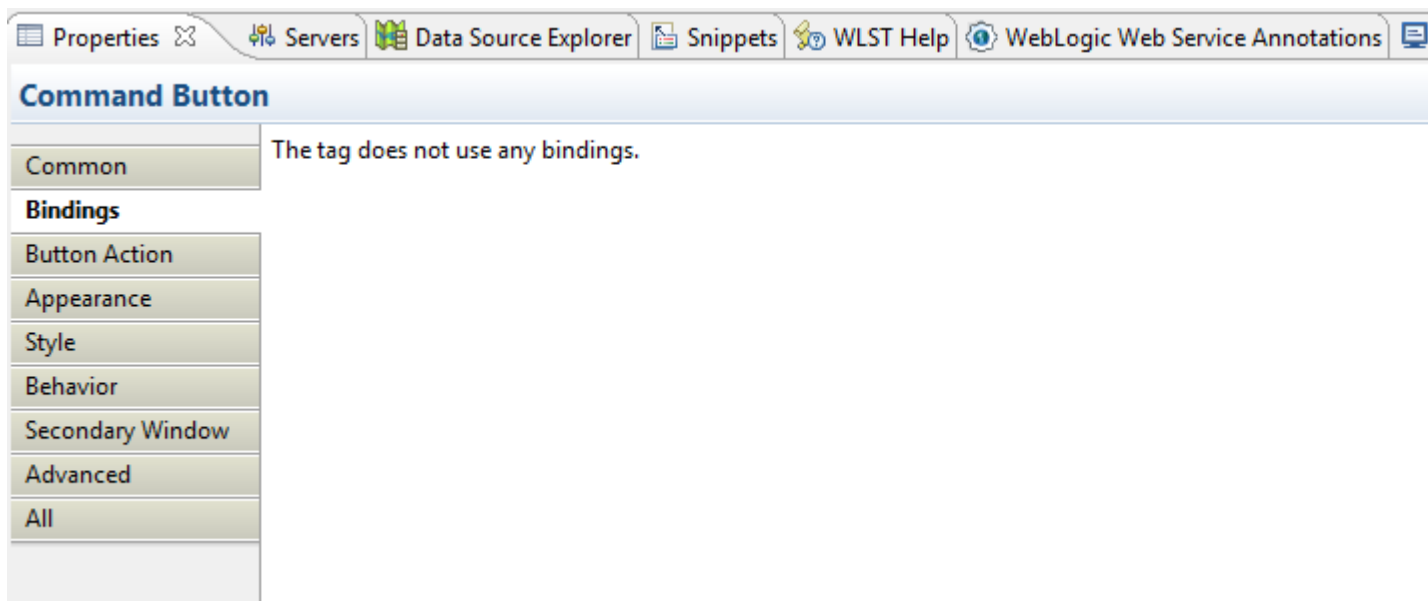 Properties Servers Data Source Explorer Snippets WLST Help WebLogic Web Service Annotations
Command Button
Common
The tag does not use any bindings.
Bindings
Button Action
Appearance
Style
Behavior
Secondary Window
Advanced
All